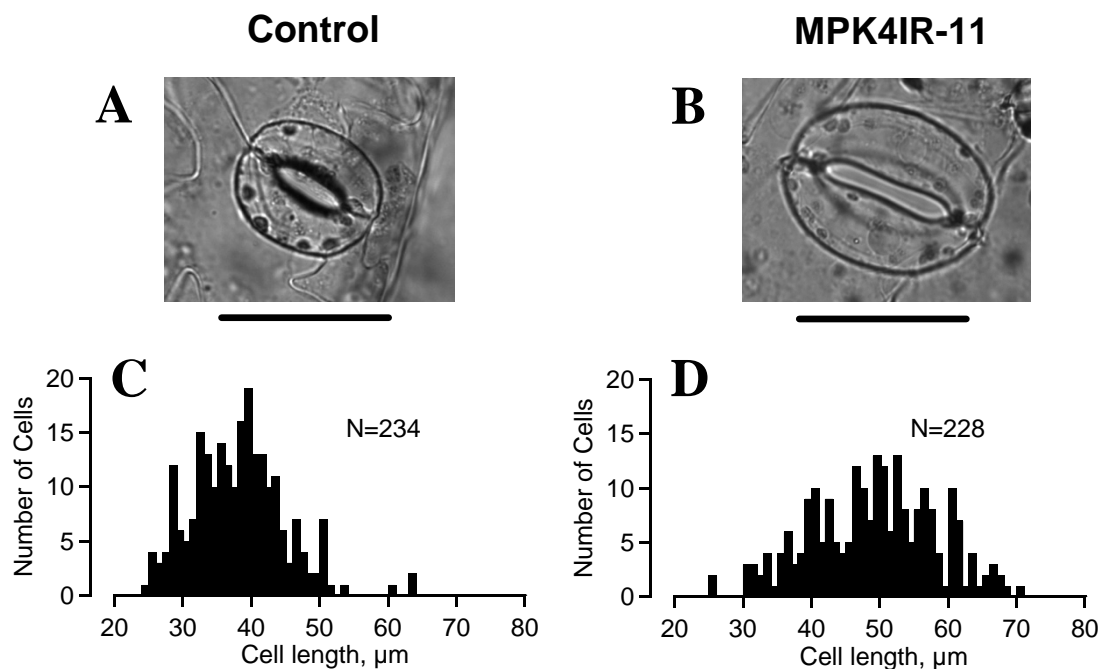 Control
MPK4IR-11
A
B
C
D
20
15
10
5
0
Number of Cells
N=234
20 30 40 50 60 70 80
Cell length, µm
20
15
10
5
0
Number of Cells
N=228
20 30 40 50 60 70 80
Cell length, µm